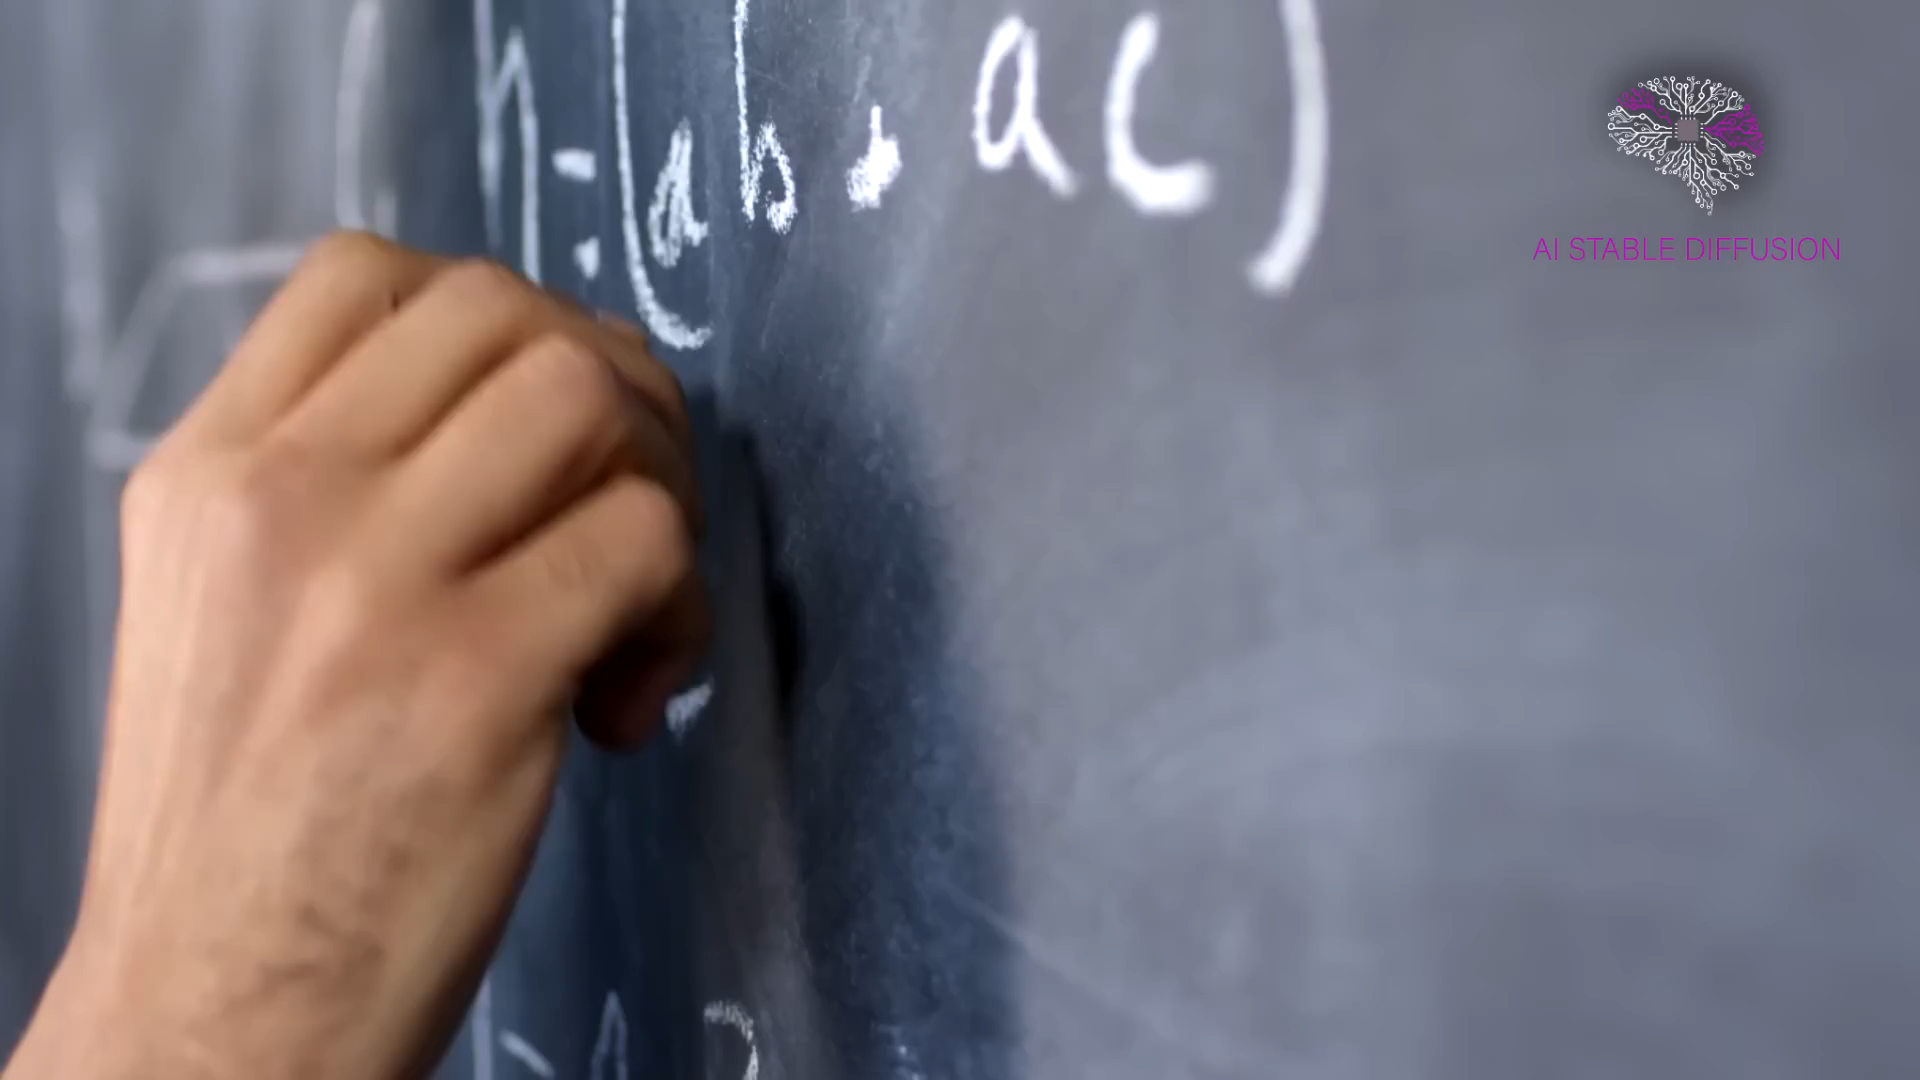 h=(ab, ac)
AI STABLE DIFFUSION